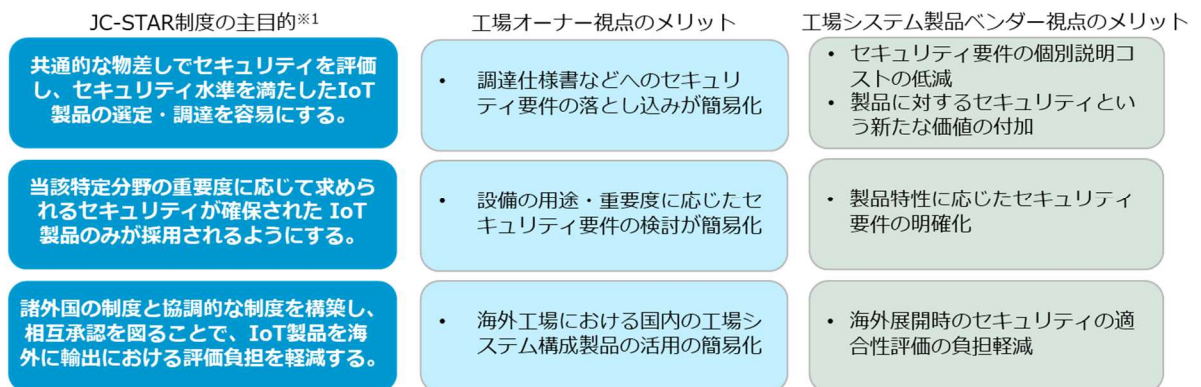 JC-STAR制度の主目的※1
共通的な物差しでセキュリティを評価
し、セキュリティ水準を満たしたIoT
製品の選定・調達を容易にする。
当該特定分野の重要度に応じて求めら
れるセキュリティが確保された IoT
製品のみが採用されるようにする。
諸外国の制度と協調的な制度を構築し、
相互承認を図ることで、IoT製品を海
外に輸出における評価負担を軽減する。
工場オーナー視点のメリット
• 調達仕様書などへのセキュリ
ティ要件の落とし込みが簡易化
• 設備の用途・重要度に応じたセ
キュリティ要件の検討が簡易化
• 海外工場における国内の工場シ
ステム構成製品の活用の簡易化
工場システム製品ベンダー視点のメリット
• セキュリティ要件の個別説明コ
ストの低減
• 製品に対するセキュリティとい
う新たな価値の付加
• 製品特性に応じたセキュリティ
要件の明確化
• 海外展開時のセキュリティの適
合性評価の負担軽減